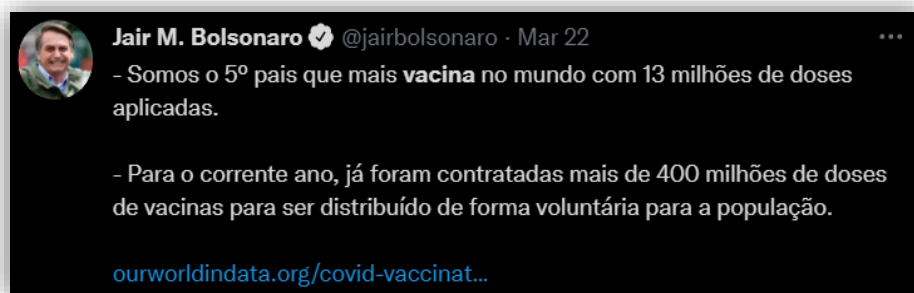 Jair M. Bolsonaro @jairbolsonaro · Mar 22
- Somos o 5º pais que mais vacina no mundo com 13 milhões de doses
aplicadas.
- Para o corrente ano, já foram contratadas mais de 400 milhões de doses
de vacinas para ser distribuído de forma voluntária para a população.
ourworldindata.org/covid-vaccinat...